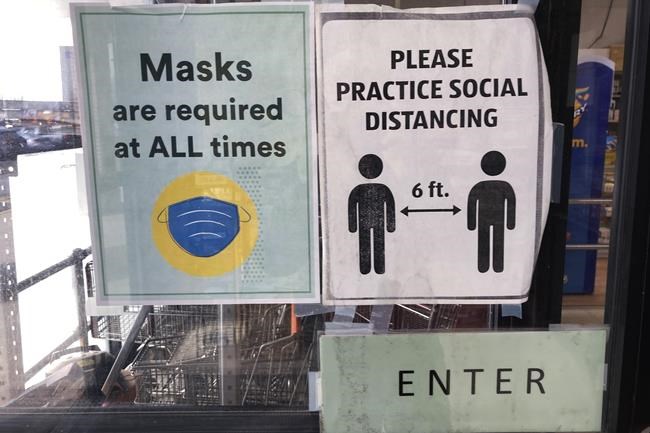 Masks
are required
at ALL times
PLEASE
PRACTICE SOCIAL
DISTANCING
6 ft.
ENTER